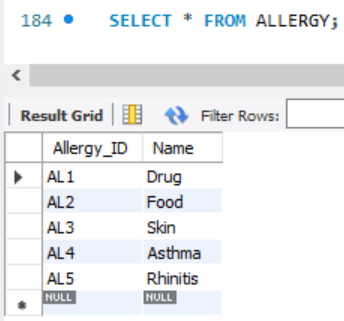 184 SELECT * FROM ALLERGY;
Result Grid Filter Rows:
Allergy_ID Name
AL1 Drug
AL2 Food
AL3 Skin
AL4 Asthma
AL5 Rhinitis
NULL NULL